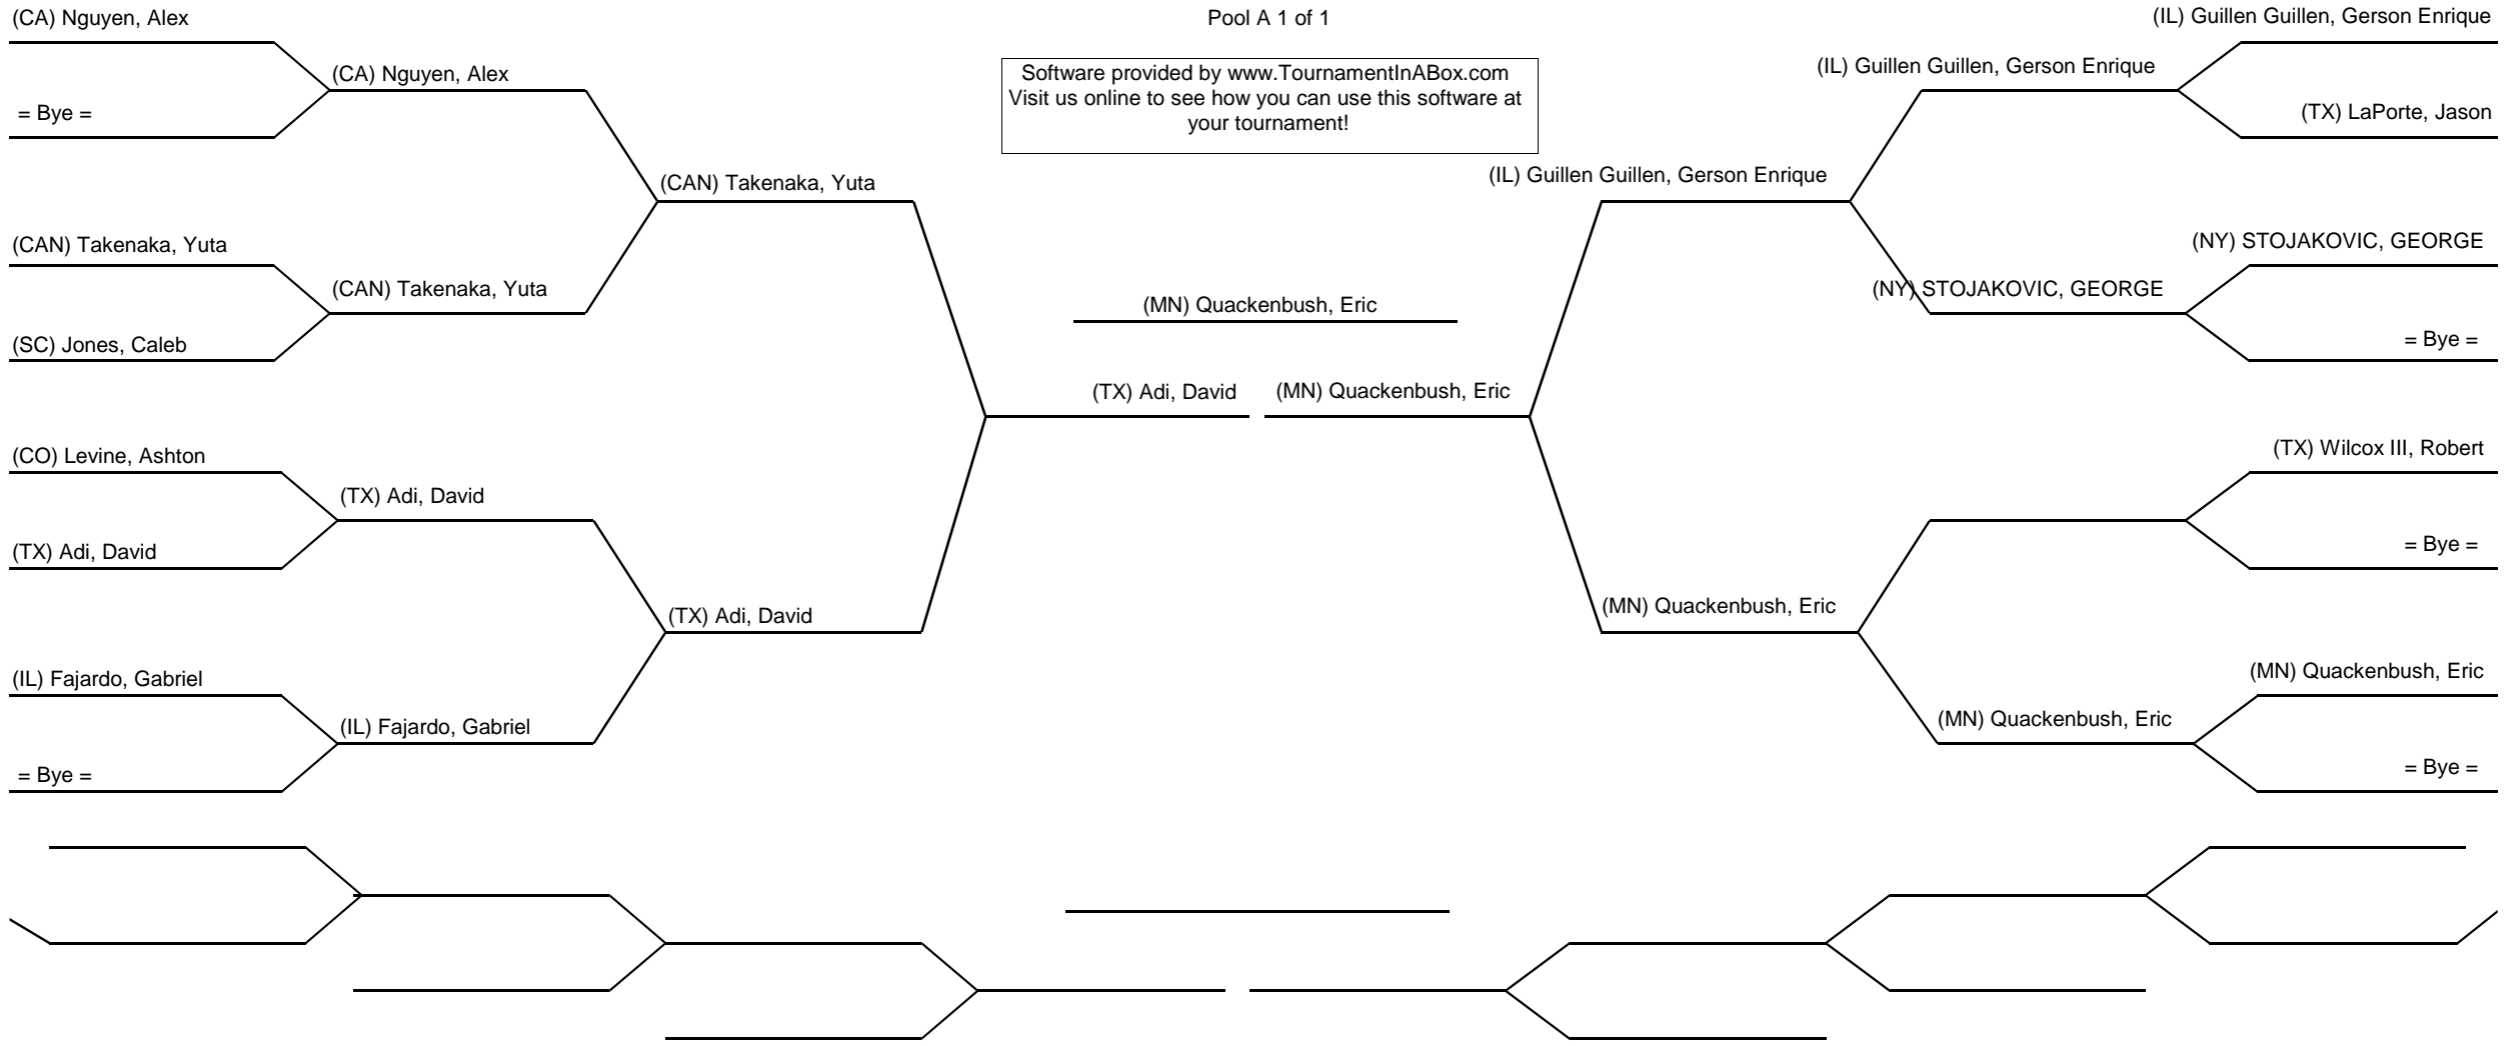 Pool A 1 of 1
Software provided by www.TournamentInABox.com
Visit us online to see how you can use this software at
your tournament!
(CA) Nguyen, Alex
= Bye =
(CAN) Takenaka, Yuta
(SC) Jones, Caleb
(CO) Levine, Ashton
(TX) Adi, David
(IL) Fajardo, Gabriel
= Bye =
(CA) Nguyen, Alex
(CAN) Takenaka, Yuta
(TX) Adi, David
(IL) Fajardo, Gabriel
(CAN) Takenaka, Yuta
(TX) Adi, David
(MN) Quackenbush, Eric
(TX) Adi, David
(MN) Quackenbush, Eric
(IL) Guillen Guillen, Gerson Enrique
(MN) Quackenbush, Eric
(IL) Guillen Guillen, Gerson Enrique
(NY) STOJAKOVIC, GEORGE
(MN) Quackenbush, Eric
(IL) Guillen Guillen, Gerson Enrique
(TX) LaPorte, Jason
(NY) STOJAKOVIC, GEORGE
= Bye =
(TX) Wilcox III, Robert
= Bye =
(MN) Quackenbush, Eric
= Bye =